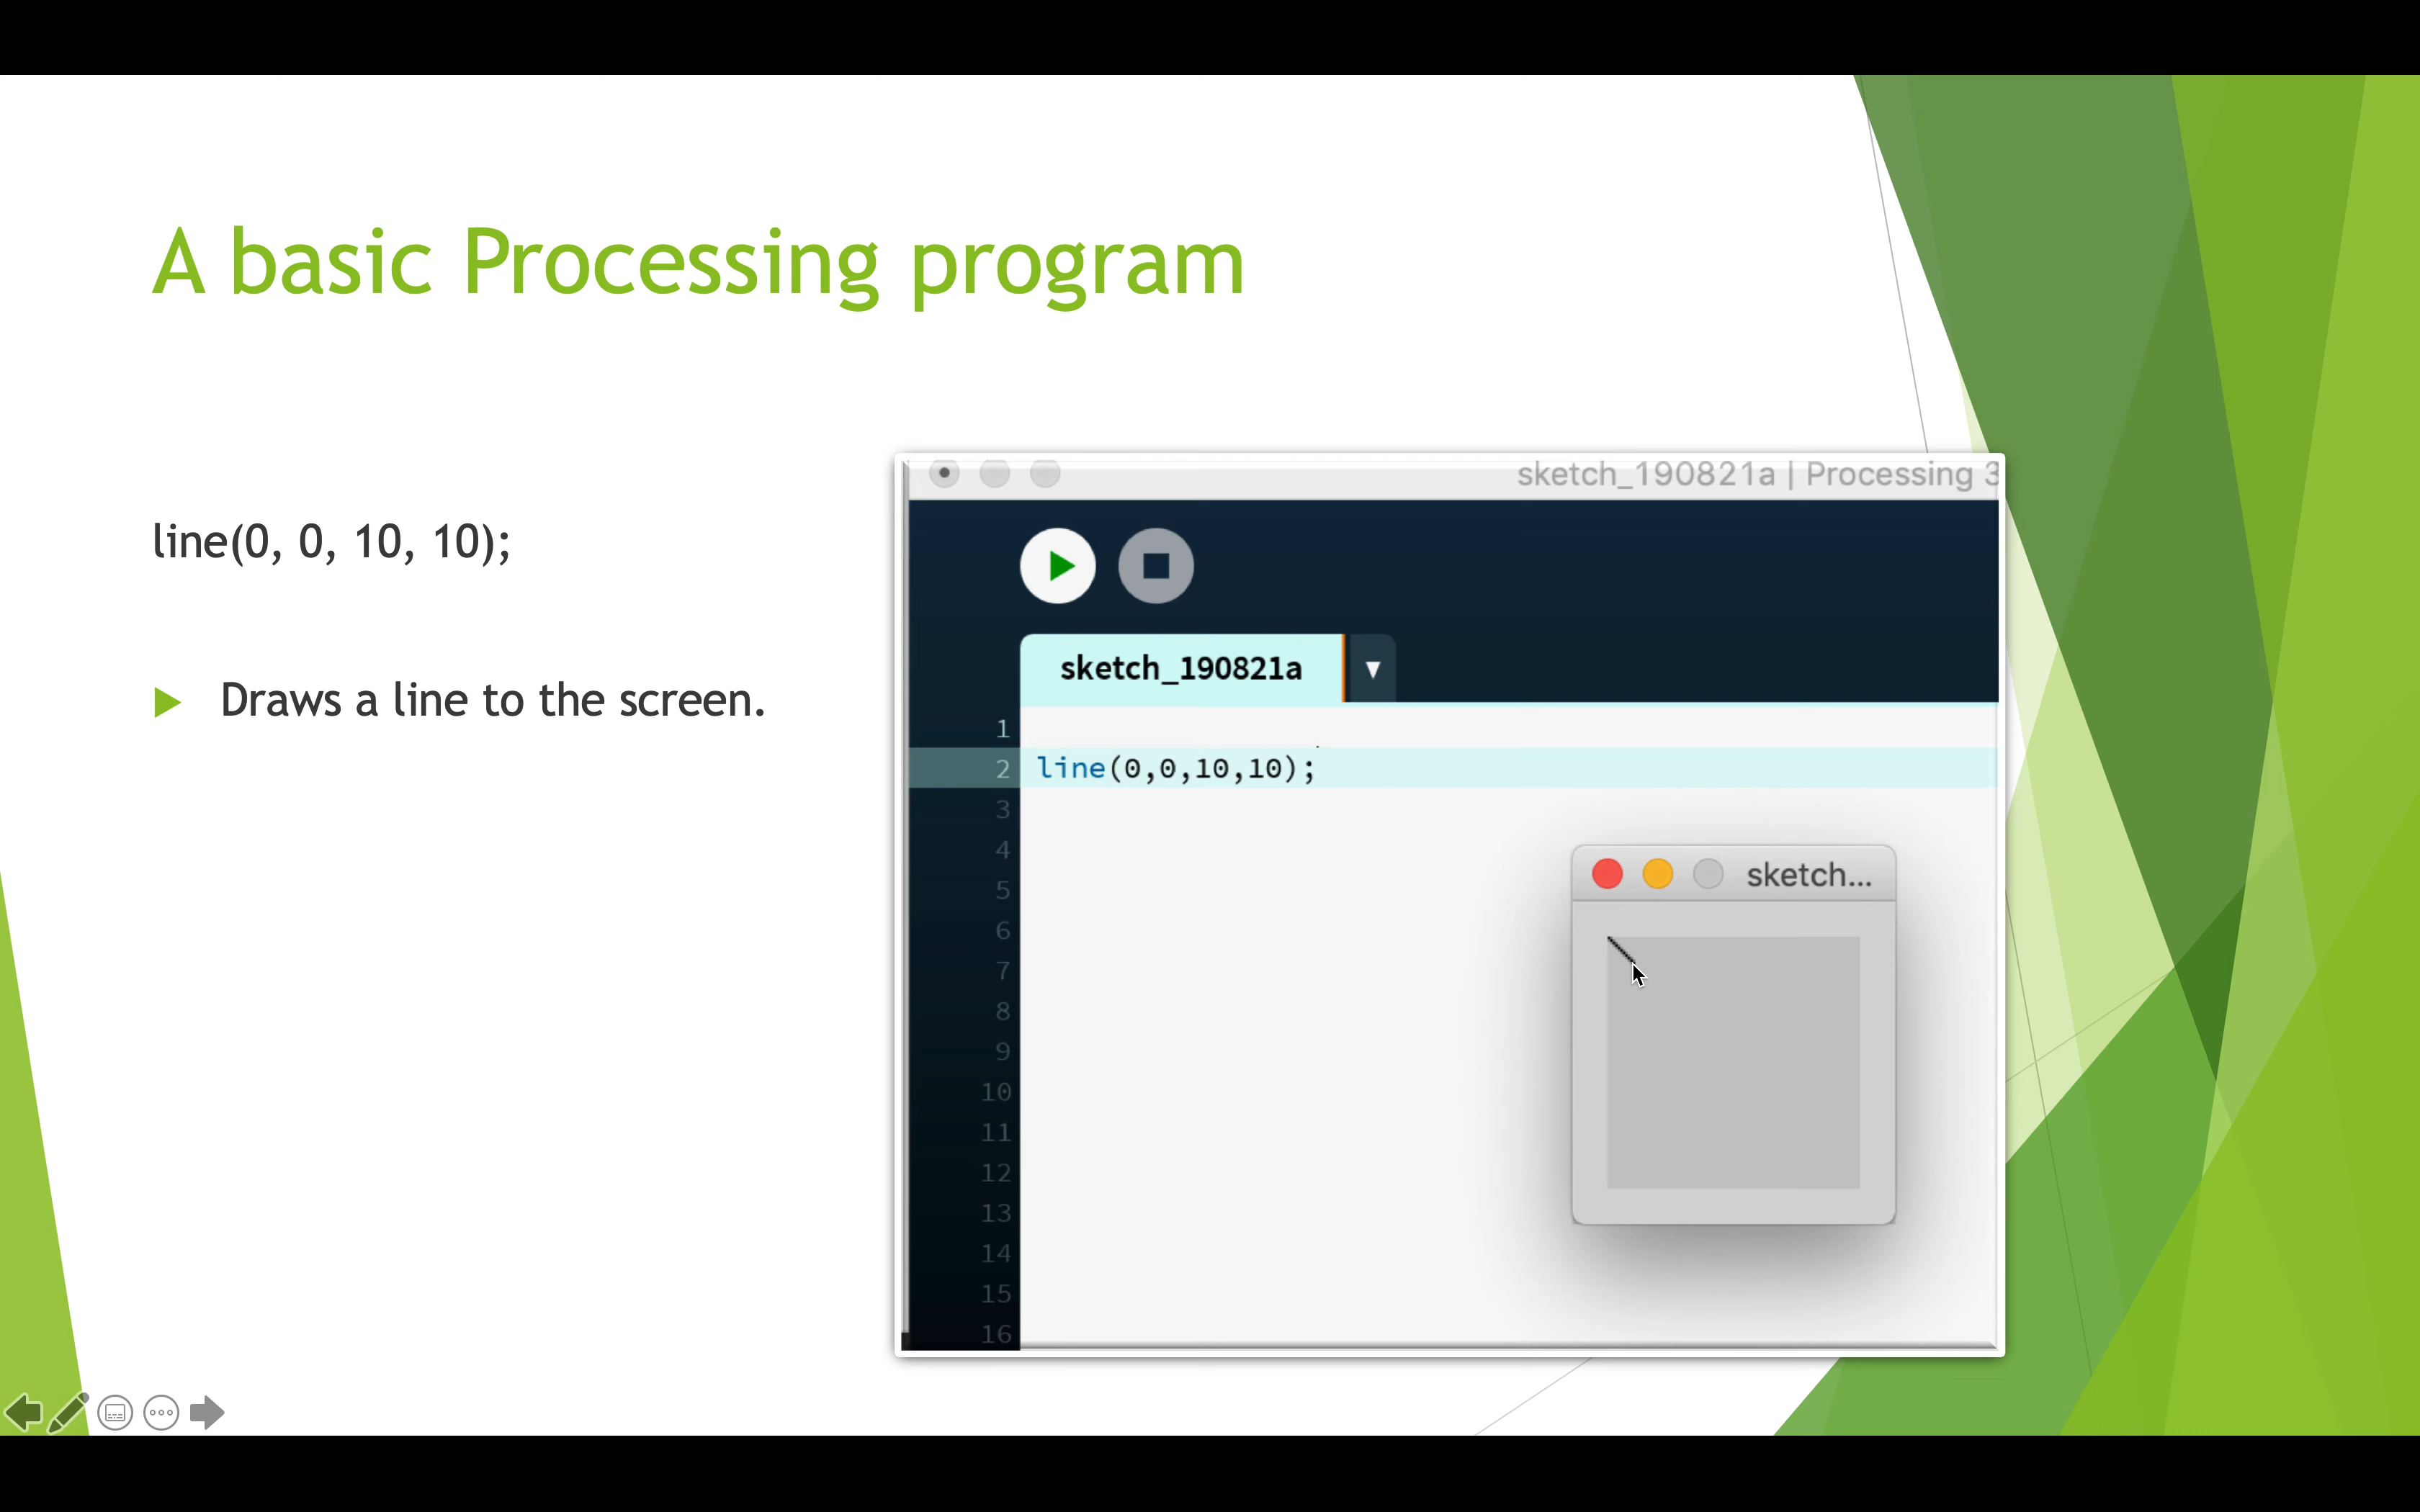 A basic Processing program
line(0, 0, 10, 10);
Draws a line to the screen.
sketch_190821a | Processing 3
sketch_190821a
1
2 line(0,0,10,10);
3
4
sketch...
5
6
7
8
9
10
11
12
13
14
15
16